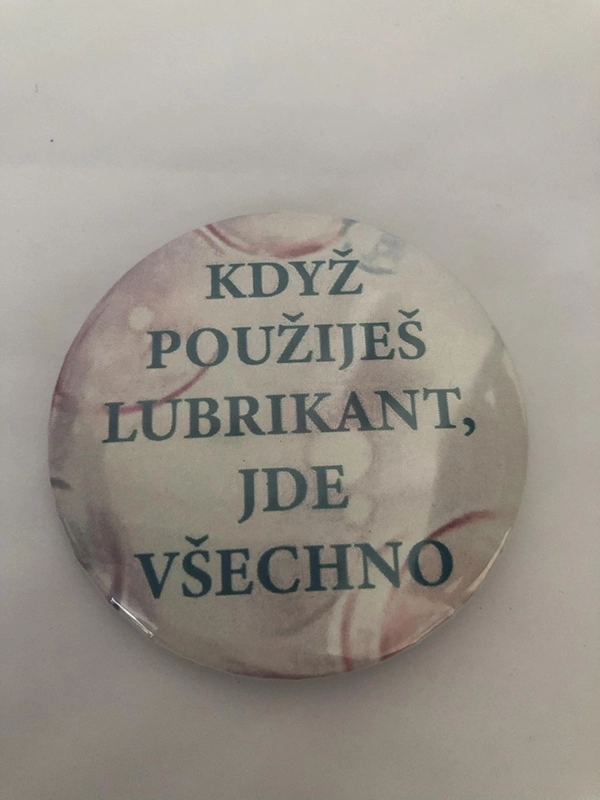 KDYŽ
POUŽIJEŠ
LUBRIKANT,
JDE
VŠECHNO